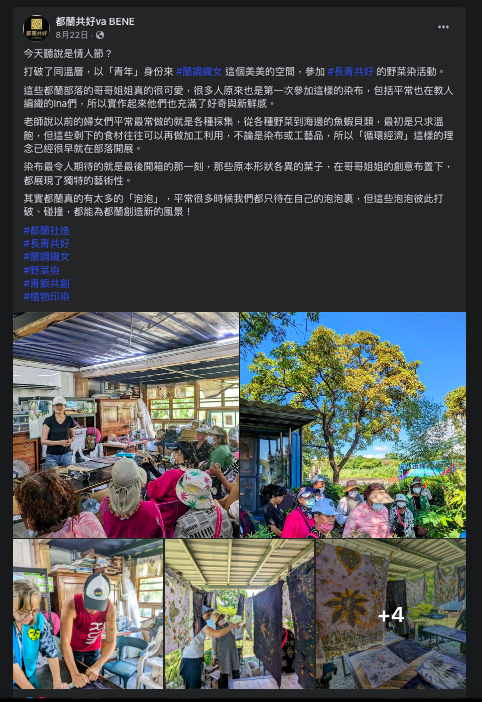 都蘭共好va BENE
8月22日
今天聽說是情人節？
打破了同溫層，以「青年」身份來 #蘭調織女 這個美美的空間，參加 #長青共好 的野菜染活動。
這些都蘭部落的哥哥姐姐真的很可愛，很多人原來也是第一次參加這樣的染布，包括平常也在教人
編織的Ina們，所以實作起來他們也充滿了好奇與新鮮感。
老師說以前的婦女們平常最常做的就是各種採集，從各種野菜到海邊的魚蝦貝類，最初是只求溫
飽，但這些剩下的食材往往可以再做加工利用，不論是染布或工藝品，所以「循環經濟」這樣的理
念已經很早就在部落開展。
染布最令人期待的就是最後開箱的那一刻，那些原本形狀各異的葉子，在哥哥姐姐的創意布置下，
都展現了獨特的藝術性。
其實都蘭真的有太多的「泡泡」，平常很多時候我們都只待在自己的泡泡裏，但這些泡泡彼此打
破、碰撞，都能為都蘭創造新的風景！
#都蘭社造
#長青共好
#蘭調織女
#野菜染
#青銀共創
#植物印染
+4